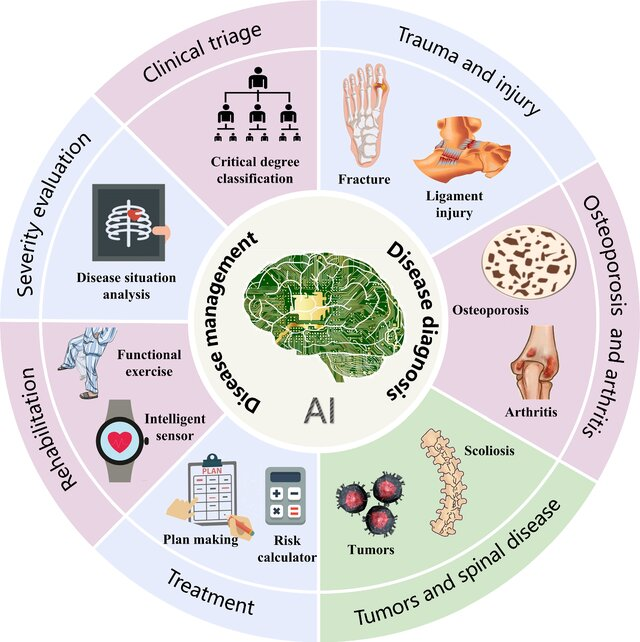 Clinical triage
Critical degree
classification
Trauma and injury
Fracture
Ligament
injury
Osteoporosis and arthritis
Osteoporosis
Arthritis
Tumors and spinal disease
Scoliosis
Tumors
Treatment
PLAN
Plan making
Risk
calculator
Rehabilitation
Functional
exercise
Intelligent
sensor
Severity evaluation
Disease situation
analysis
Disease management
Disease diagnosis
AI